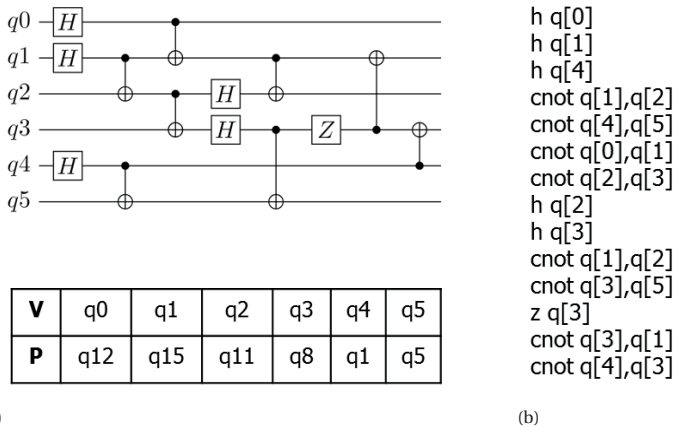 q0 H
q1 H
q2 H
q3 H Z
q4 H
q5
V q0 q1 q2 q3 q4 q5
P q12 q15 q11 q8 q1 q5
)
h q[0]
h q[1]
h q[4]
cnot q[1],q[2]
cnot q[4],q[5]
cnot q[0],q[1]
cnot q[2],q[3]
h q[2]
h q[3]
cnot q[1],q[2]
cnot q[3],q[5]
z q[3]
cnot q[3],q[1]
cnot q[4],q[3]
(b)